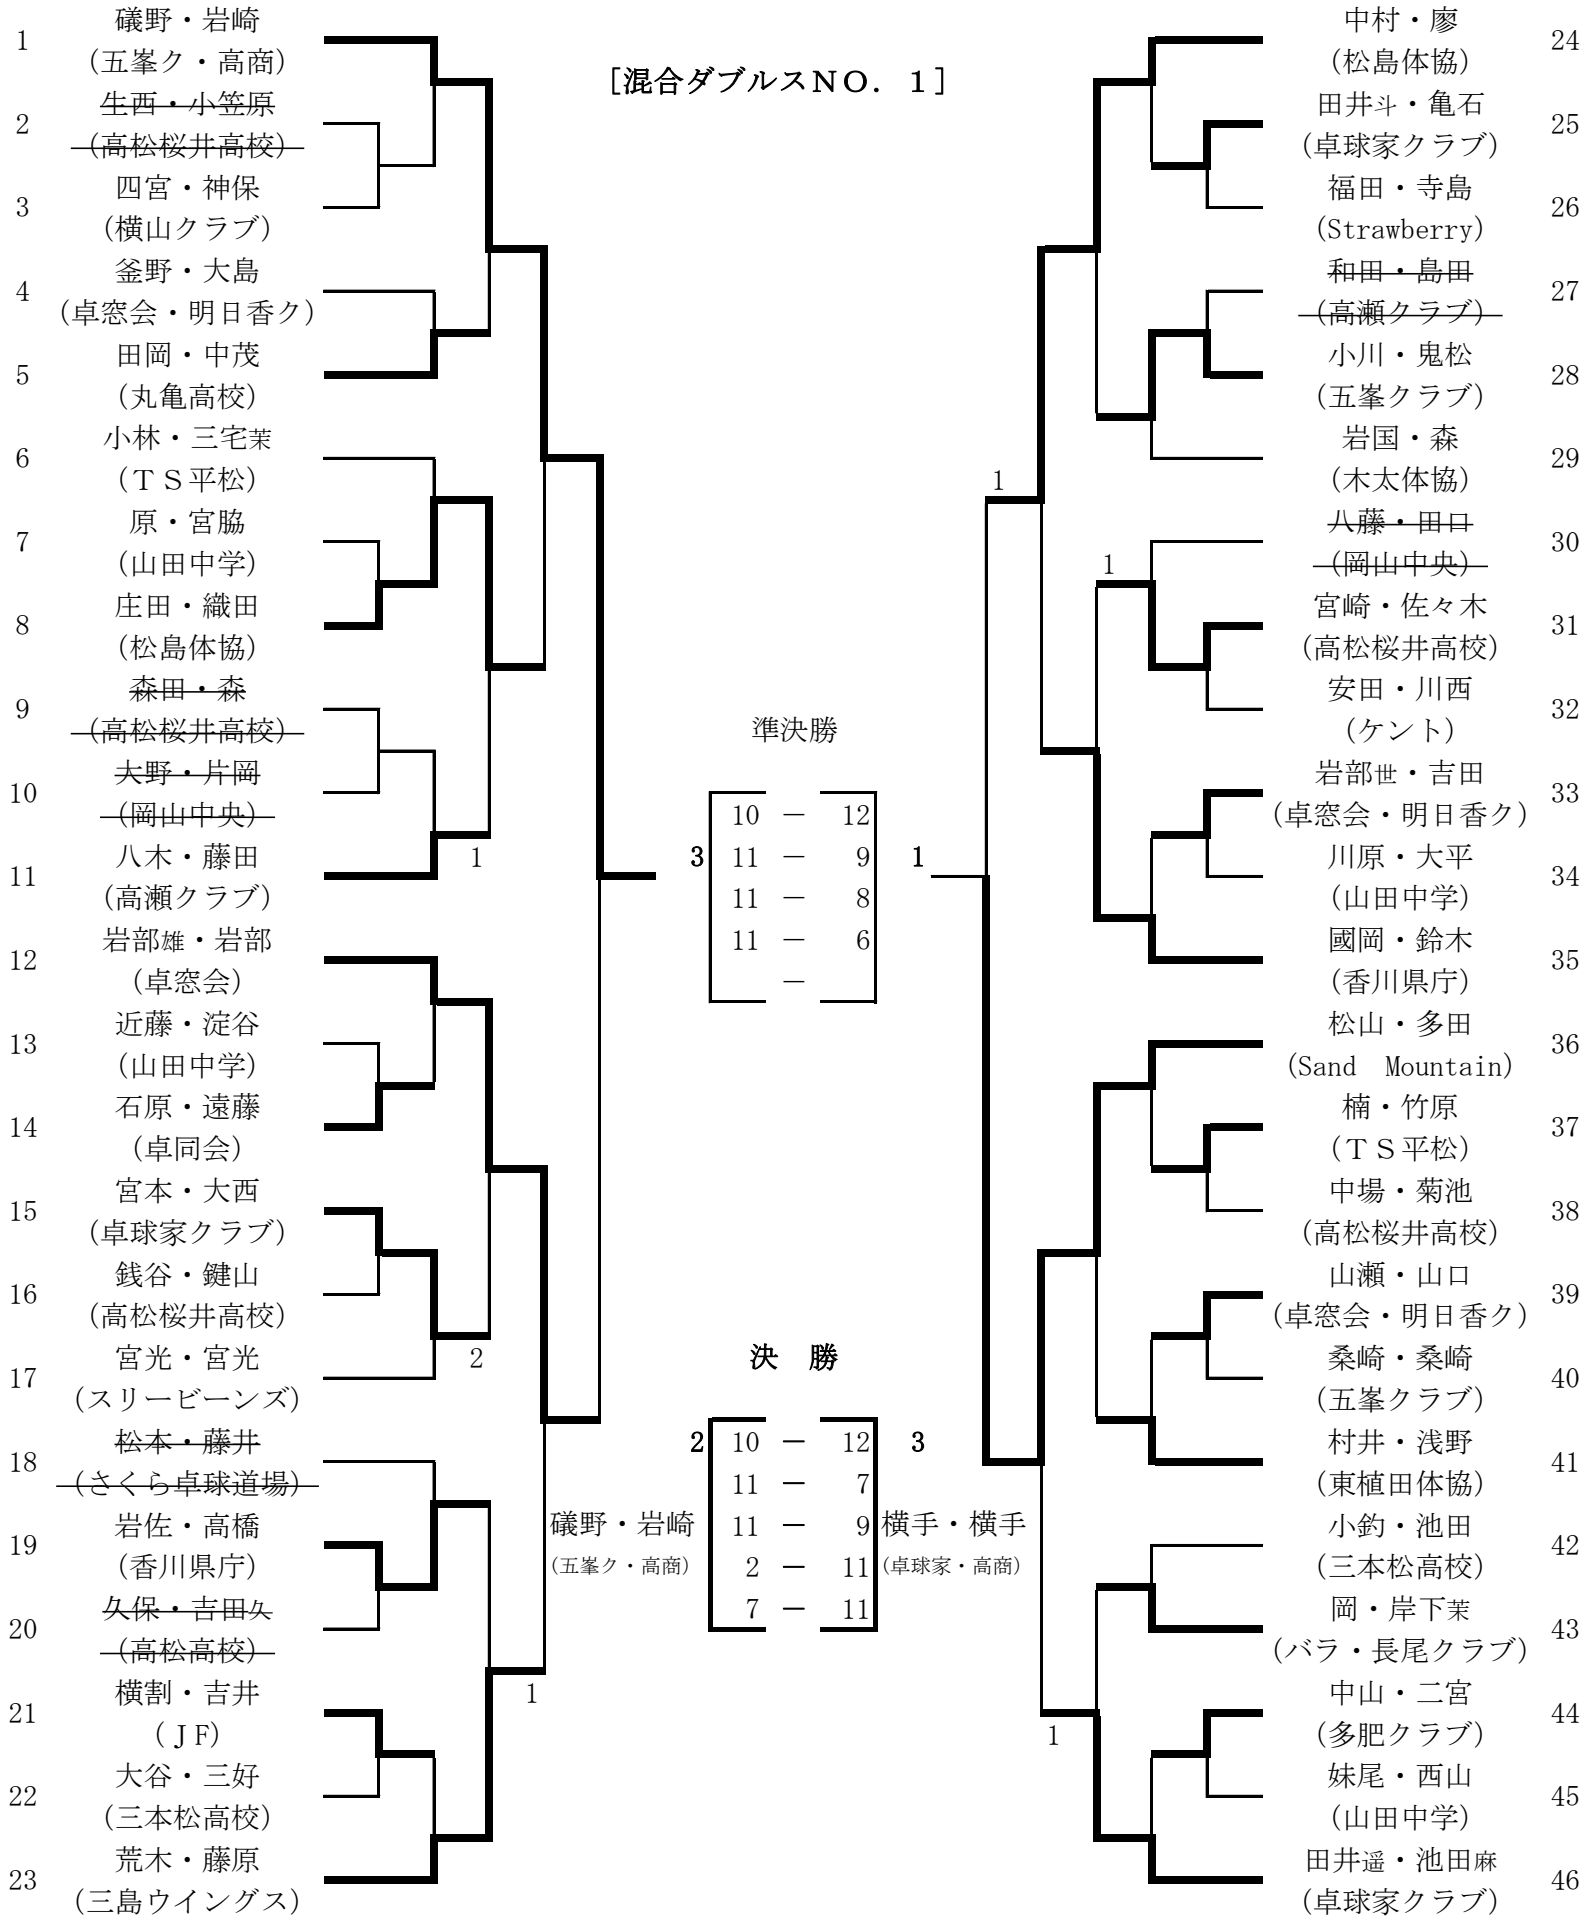 [混合ダブルスNO. 1]
1 礒野・岩崎
(五峯ク・高商)
2 生西・小笠原
(高松桜井高校)
3 四宮・神保
(横山クラブ)
4 釜野・大島
(卓窓会・明日香ク)
5 田岡・中茂
(丸亀高校)
6 小林・三宅茉
(TS平松)
7 原・宮脇
(山田中学)
8 庄田・織田
(松島体協)
9 森田・森
(高松桜井高校)
10 大野・片岡
(岡山中央)
11 八木・藤田
(高瀬クラブ)
12 岩部雄・岩部
(卓窓会)
13 近藤・淀谷
(山田中学)
14 石原・遠藤
(卓同会)
15 宮本・大西
(卓球家クラブ)
16 銭谷・鍵山
(高松桜井高校)
17 宮光・宮光
(スリービーンズ)
18 松本・藤井
(さくら卓球道場)
19 岩佐・高橋
(香川県庁)
20 久保・吉田久
(高松高校)
21 横割・吉井
(JF)
22 大谷・三好
(三本松高校)
23 荒木・藤原
(三島ウイングス)
1
2
1
準決勝
3 10 － 12 1
11 － 9
11 － 8
11 － 6
－
決 勝
2 10 － 12 3
11 － 7
礒野・岩崎 11 － 9 横手・横手
(五峯ク・高商) 2 － 11 (卓球家・高商)
7 － 11
1
1
1
中村・廖 24
(松島体協)
田井斗・亀石 25
(卓球家クラブ)
福田・寺島 26
(Strawberry)
和田・島田 27
(高瀬クラブ)
小川・鬼松 28
(五峯クラブ)
岩国・森 29
(木太体協)
八藤・田口 30
(岡山中央)
宮崎・佐々木 31
(高松桜井高校)
安田・川西 32
(ケント)
岩部世・吉田 33
(卓窓会・明日香ク)
川原・大平 34
(山田中学)
國岡・鈴木 35
(香川県庁)
松山・多田 36
(Sand Mountain)
楠・竹原 37
(TS平松)
中場・菊池 38
(高松桜井高校)
山瀬・山口 39
(卓窓会・明日香ク)
桑崎・桑崎 40
(五峯クラブ)
村井・浅野 41
(東植田体協)
小釣・池田 42
(三本松高校)
岡・岸下茉 43
(バラ・長尾クラブ)
中山・二宮 44
(多肥クラブ)
妹尾・西山 45
(山田中学)
田井遥・池田麻 46
(卓球家クラブ)